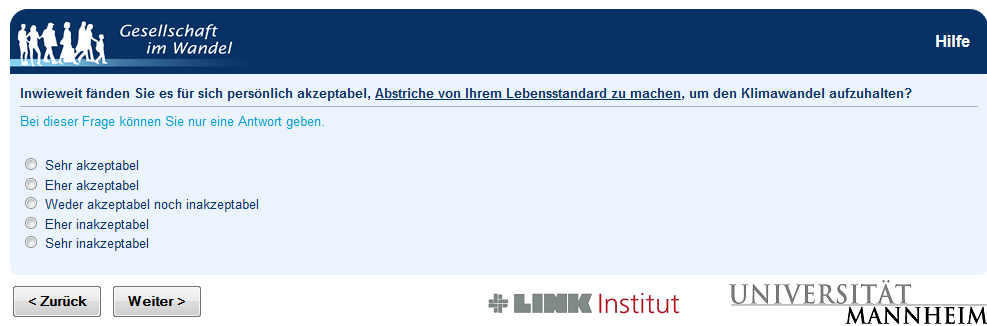 Gesellschaft
im Wandel
Hilfe
Inwieweit fänden Sie es für sich persönlich akzeptabel, Abstriche von Ihrem Lebensstandard zu machen, um den Klimawandel aufzuhalten?
Bei dieser Frage können Sie nur eine Antwort geben.
Sehr akzeptabel
Eher akzeptabel
Weder akzeptabel noch inakzeptabel
Eher inakzeptabel
Sehr inakzeptabel
< Zurück
Weiter >
LINK Institut
UNIVERSITÄT
MANNHEIM